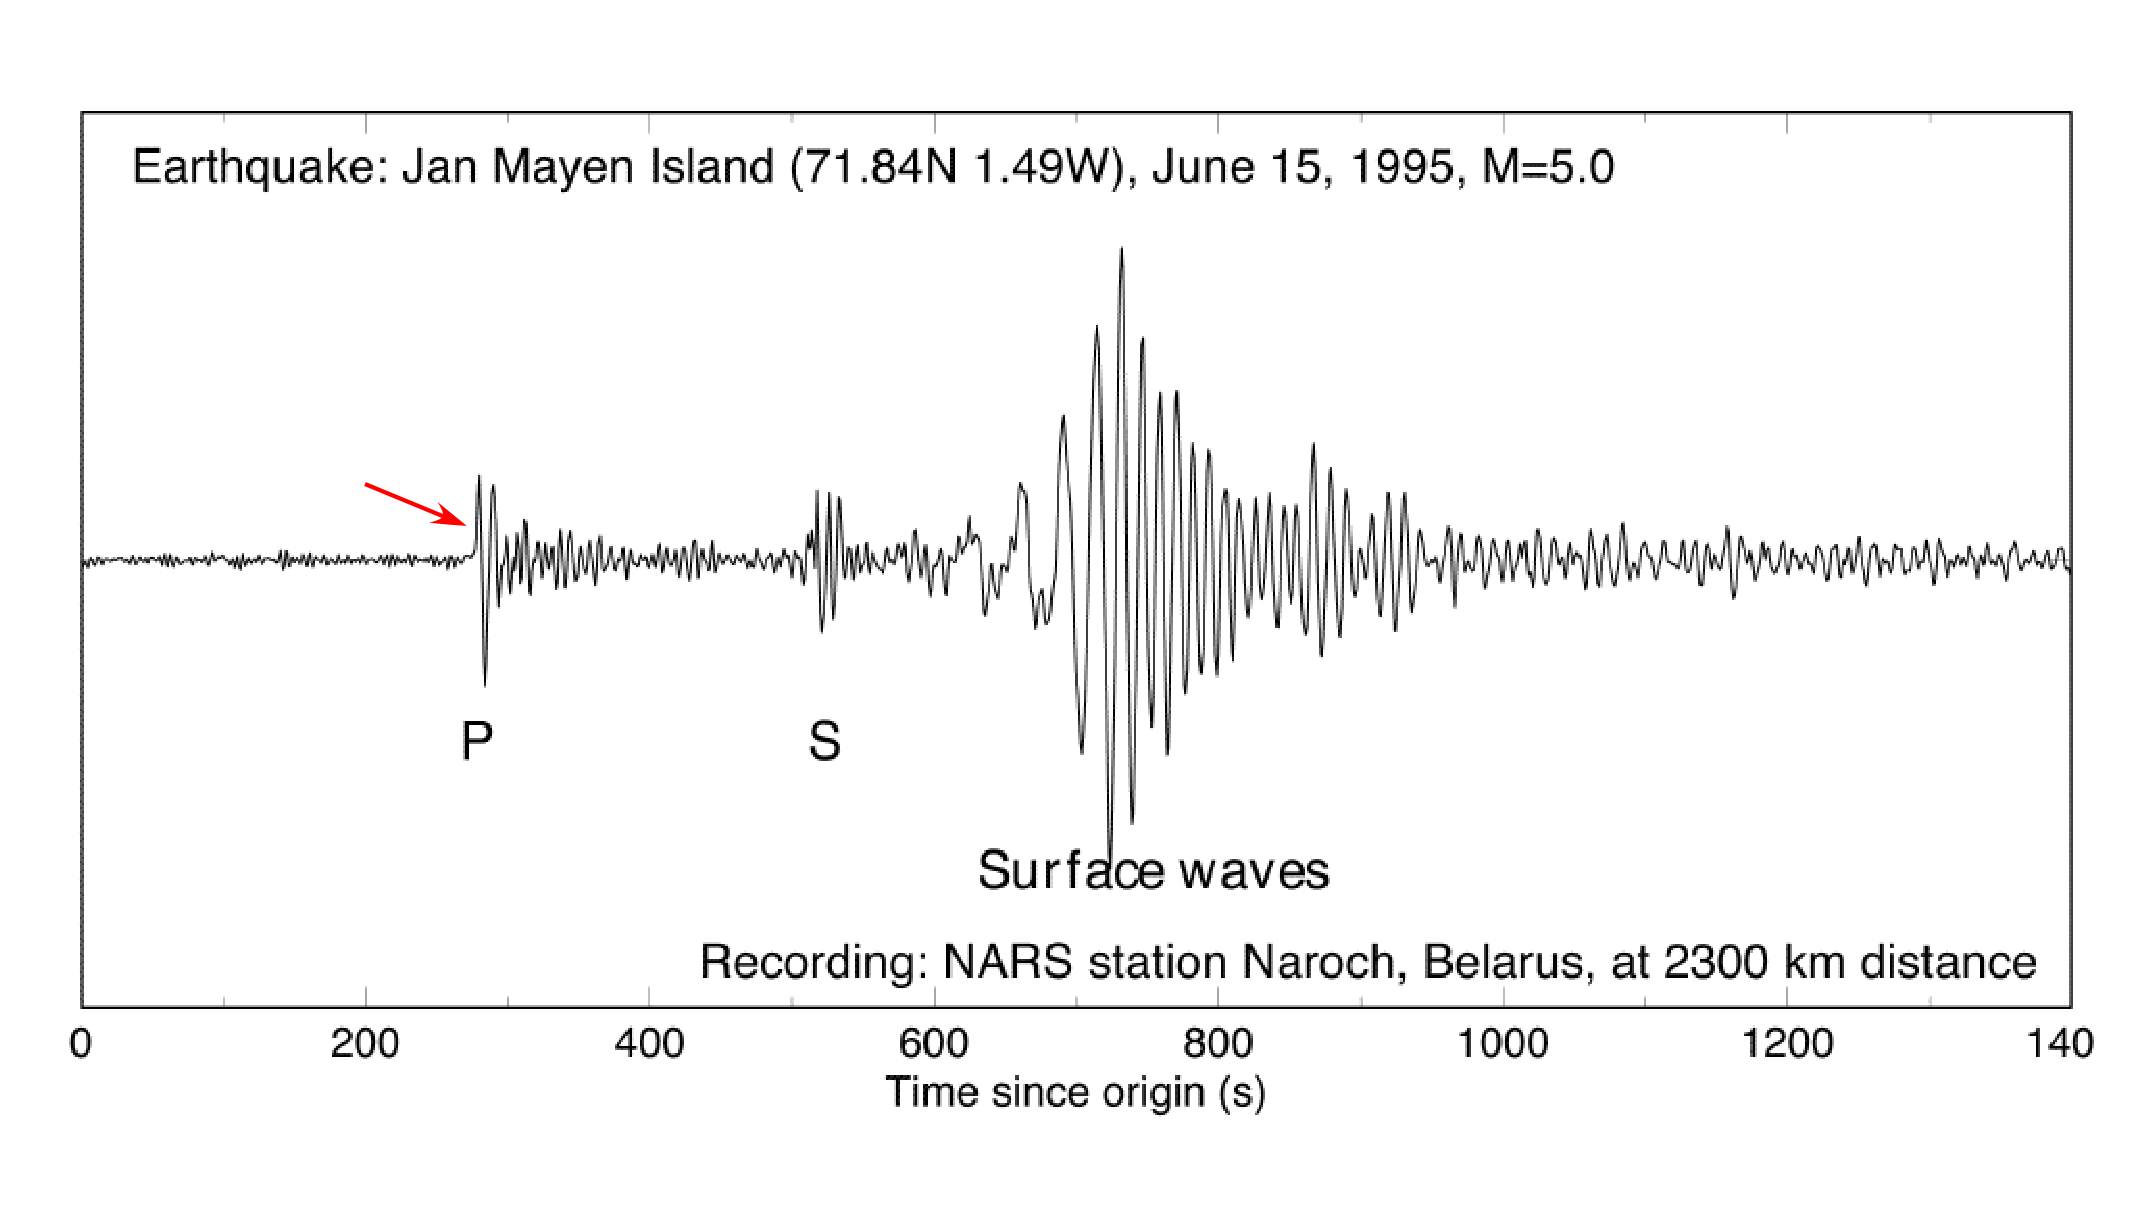 Earthquake: Jan Mayen Island (71.84N 1.49W), June 15, 1995, M=5.0
P
S
Surface waves
Recording: NARS station Naroch, Belarus, at 2300 km distance
0 200 400 600 800 1000 1200 140
Time since origin (s)